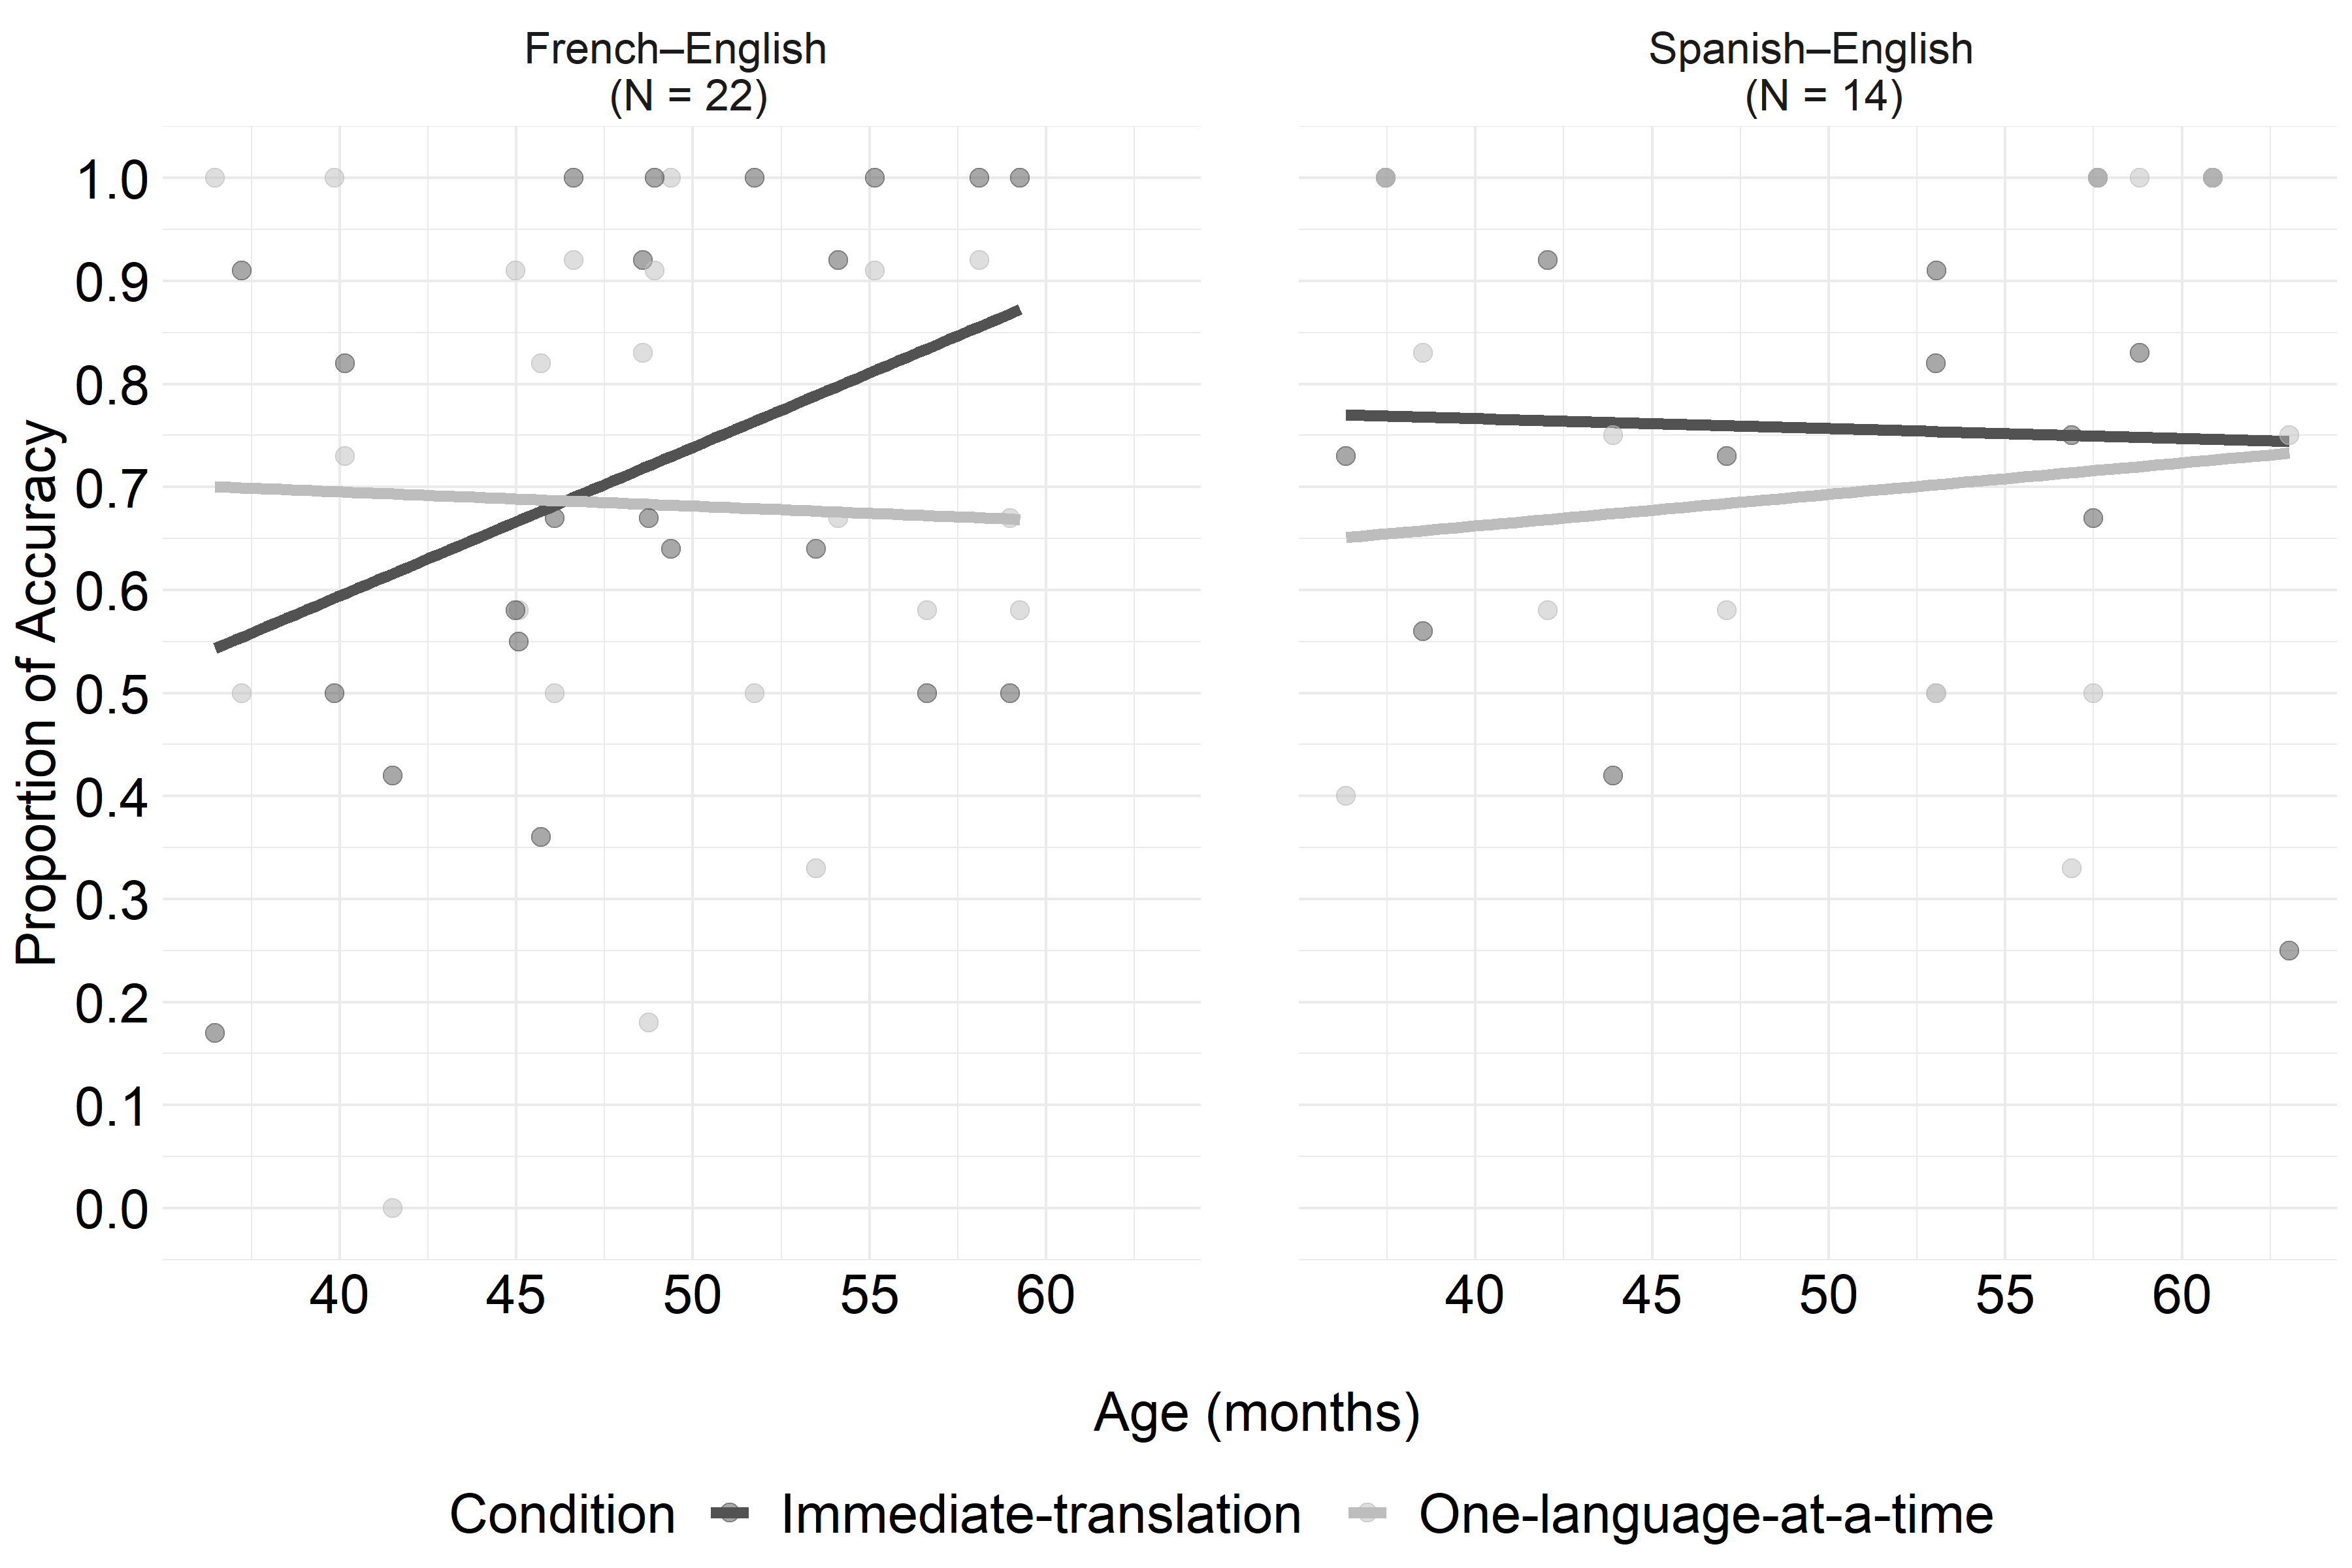 French–English
(N = 22)
Spanish–English
(N = 14)
Proportion of Accuracy
1.0
0.9
0.8
0.7
0.6
0.5
0.4
0.3
0.2
0.1
0.0
40 45 50 55 60
40 45 50 55 60
Age (months)
Condition Immediate-translation One-language-at-a-time